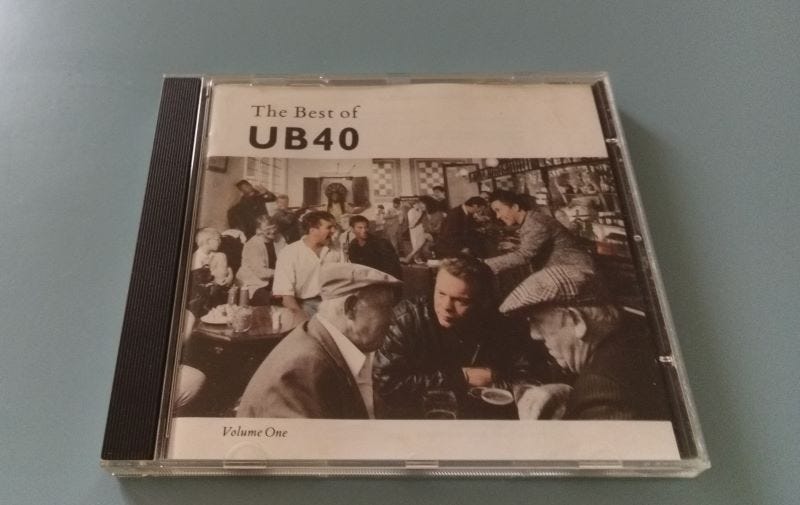 The Best of
UB40
Volume One